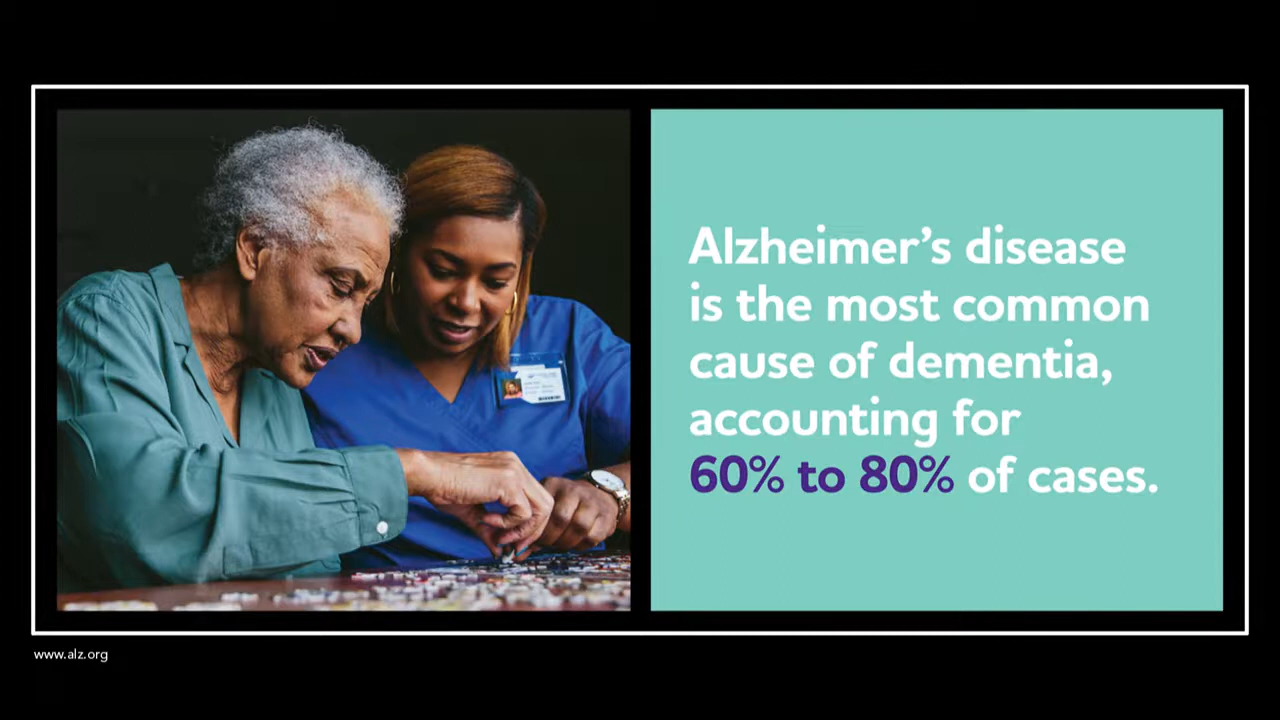 Alzheimer’s disease
is the most common
cause of dementia,
accounting for
60% to 80% of cases.
www.alz.org